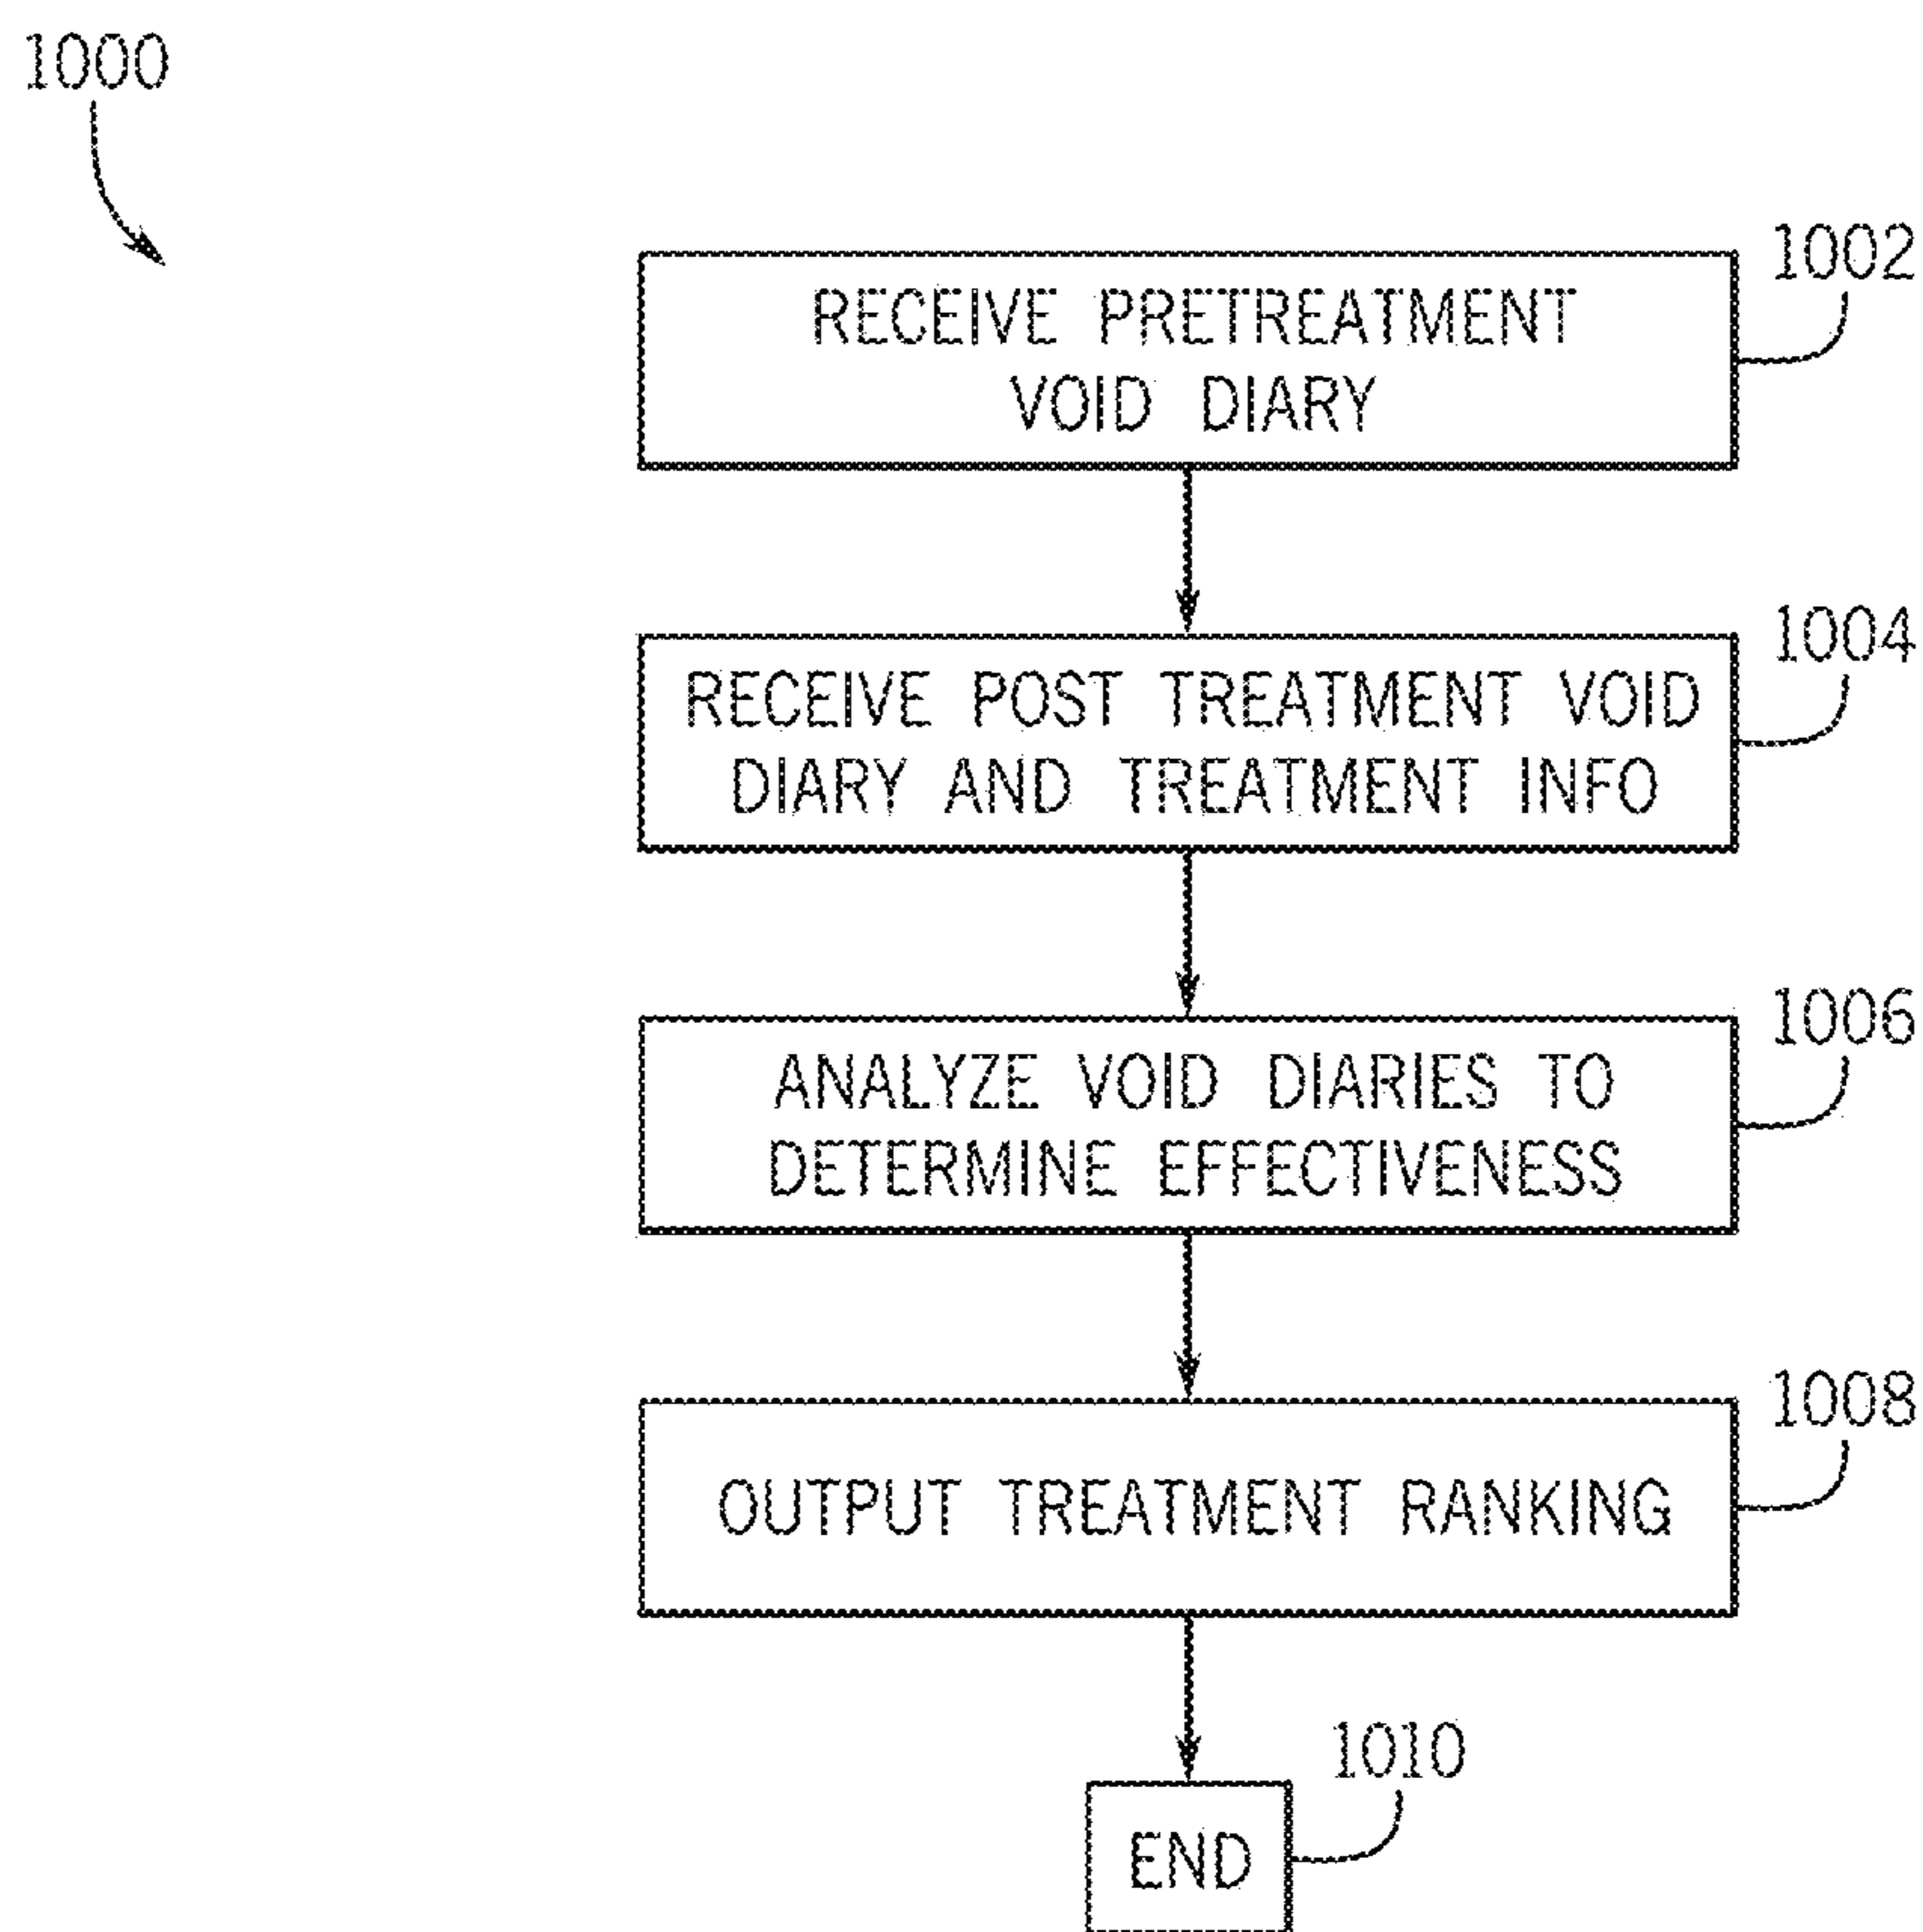 1000
1002
RECEIVE PRETREATMENT
VOID DIARY
1004
RECEIVE POST TREATMENT VOID
DIARY AND TREATMENT INFO
1006
ANALYZE VOID DIARIES TO
DETERMINE EFFECTIVENESS
1008
OUTPUT TREATMENT RANKING
1010
END